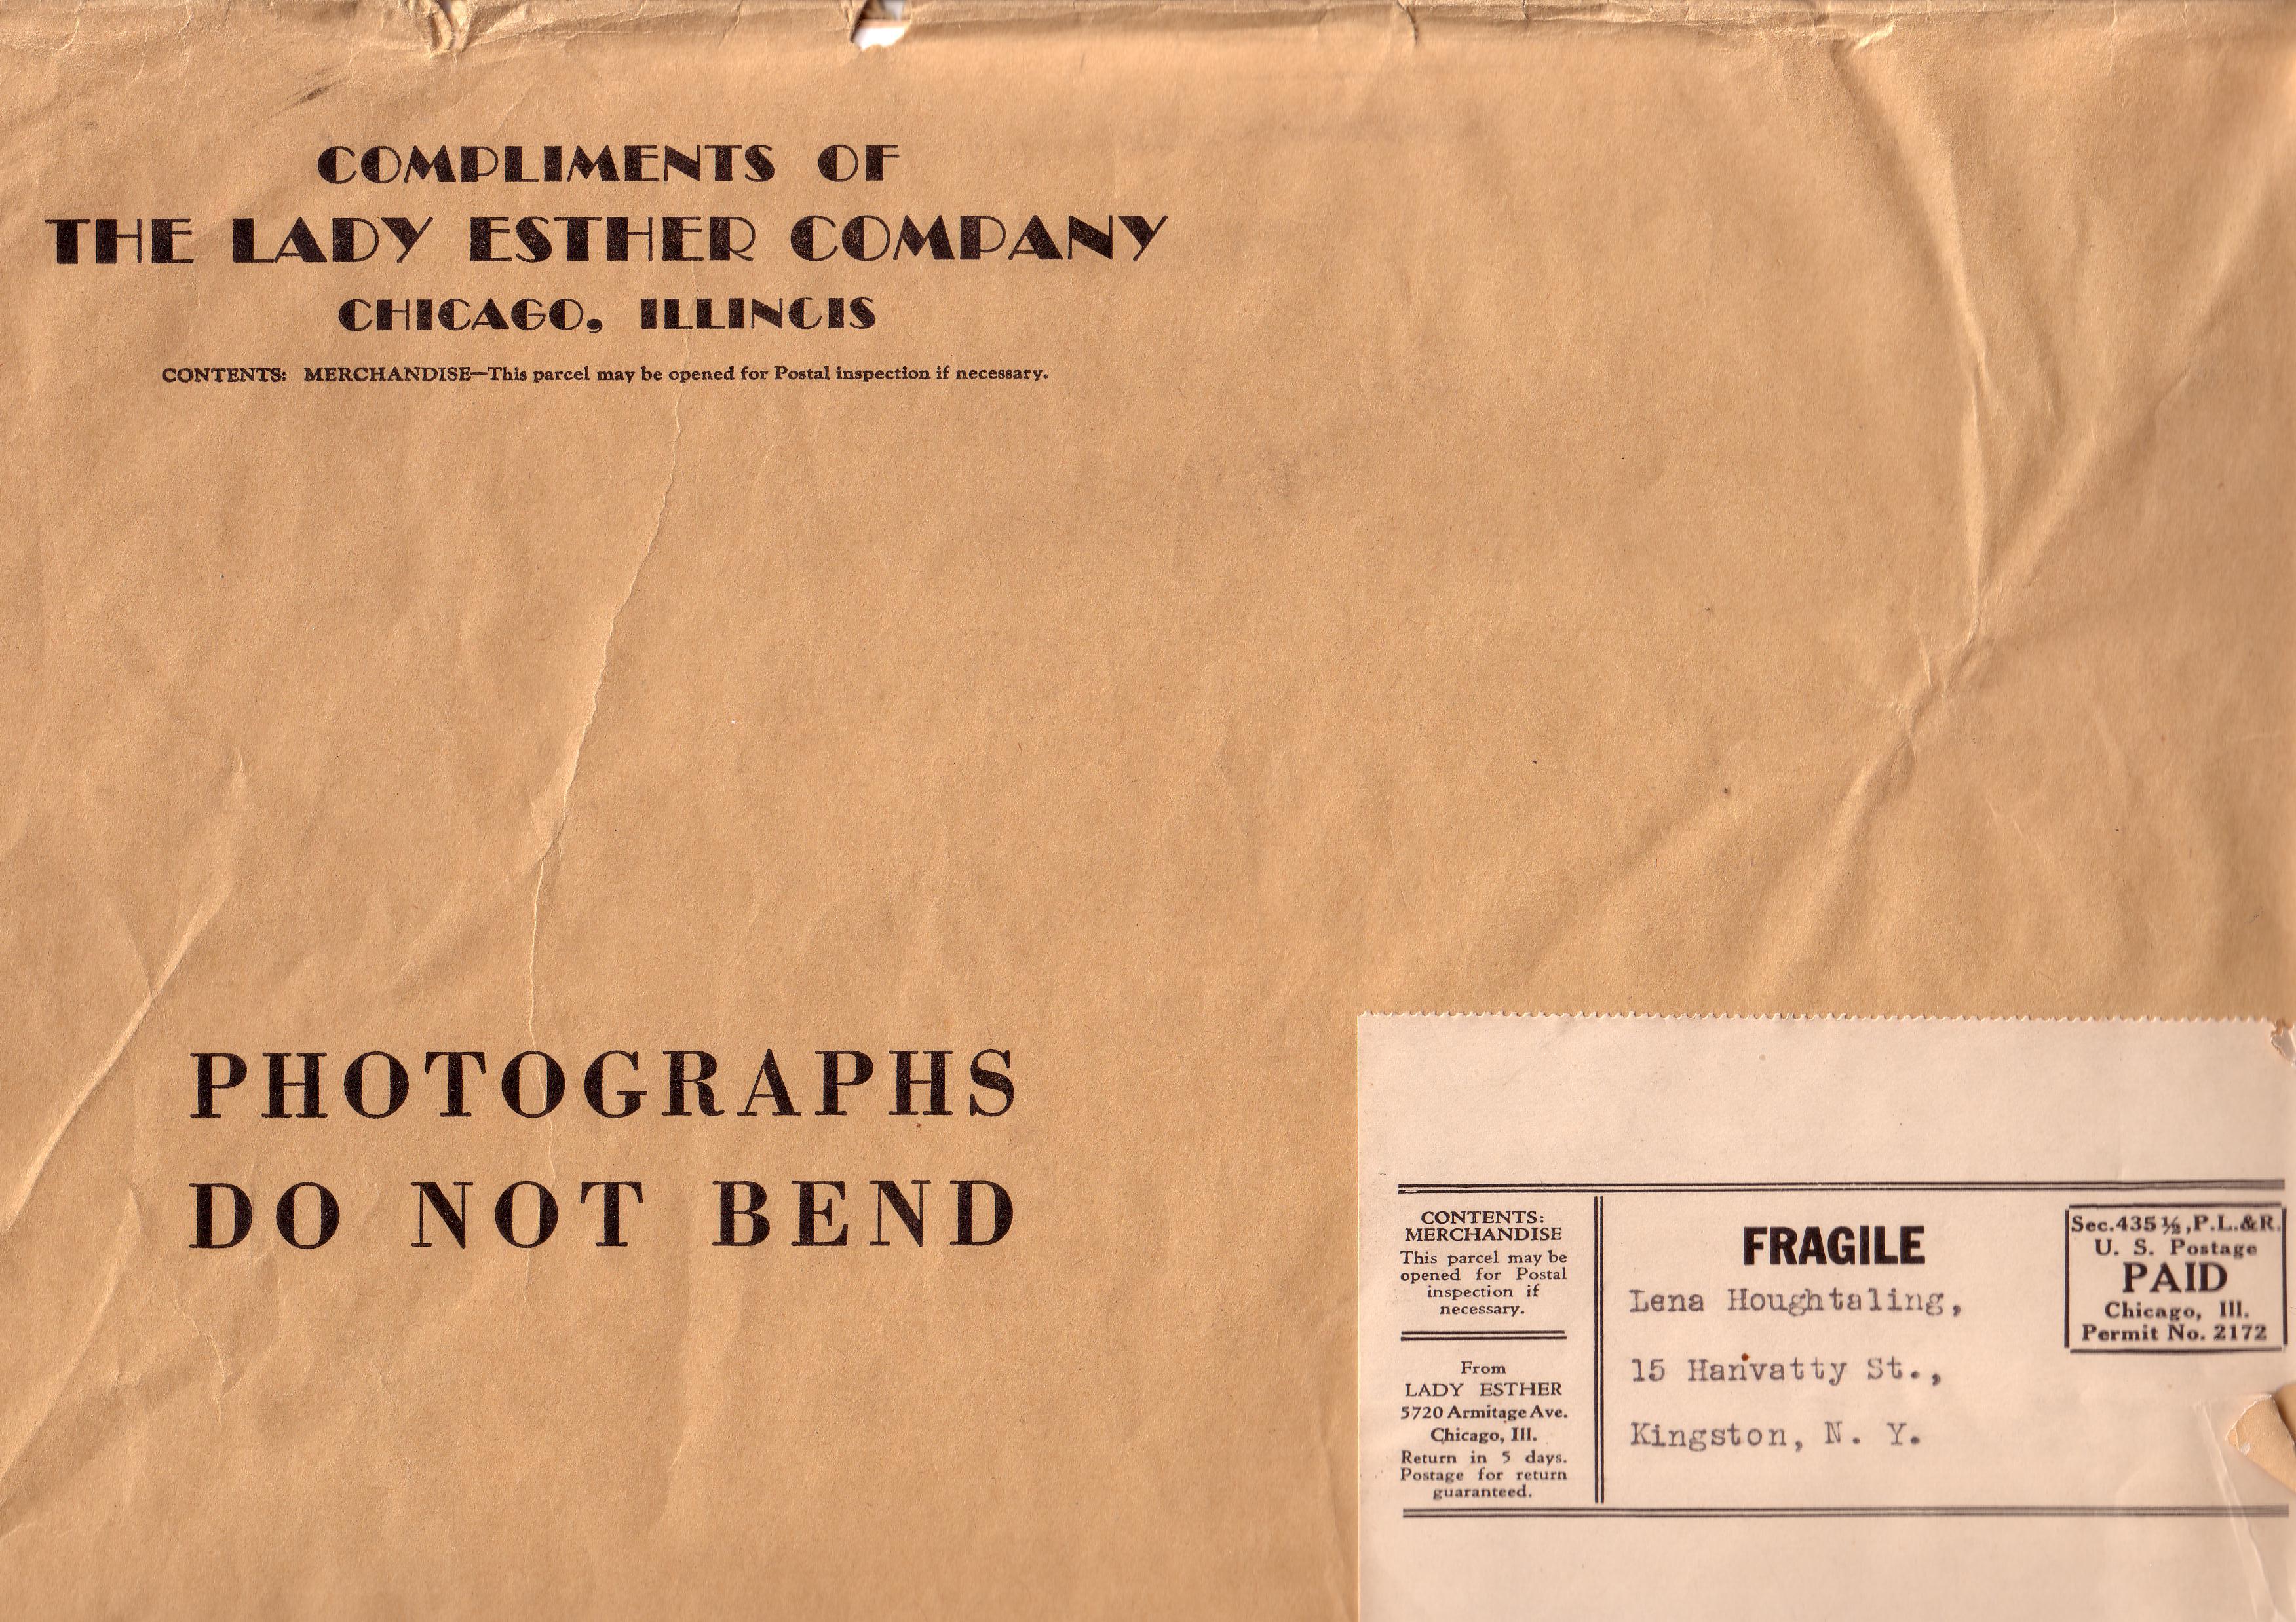 COMPLIMENTS OF
THE LADY ESTHER COMPANY
CHICAGO, ILLINOIS
CONTENTS: MERCHANDISE—This parcel may be opened for Postal inspection if necessary.
PHOTOGRAPHS
DO NOT BEND
CONTENTS:
MERCHANDISE
This parcel may be
opened for Postal
inspection if
necessary.
From
LADY ESTHER
5720 Armitage Ave.
Chicago, Ill.
Return in 5 days.
Postage for return
guaranteed.
FRAGILE
Lena Houghtaling,
15 Hanvatty St.,
Kingston, N. Y.
Sec.435½,P.L.&R.
U. S. Postage
PAID
Chicago, Ill.
Permit No. 2172